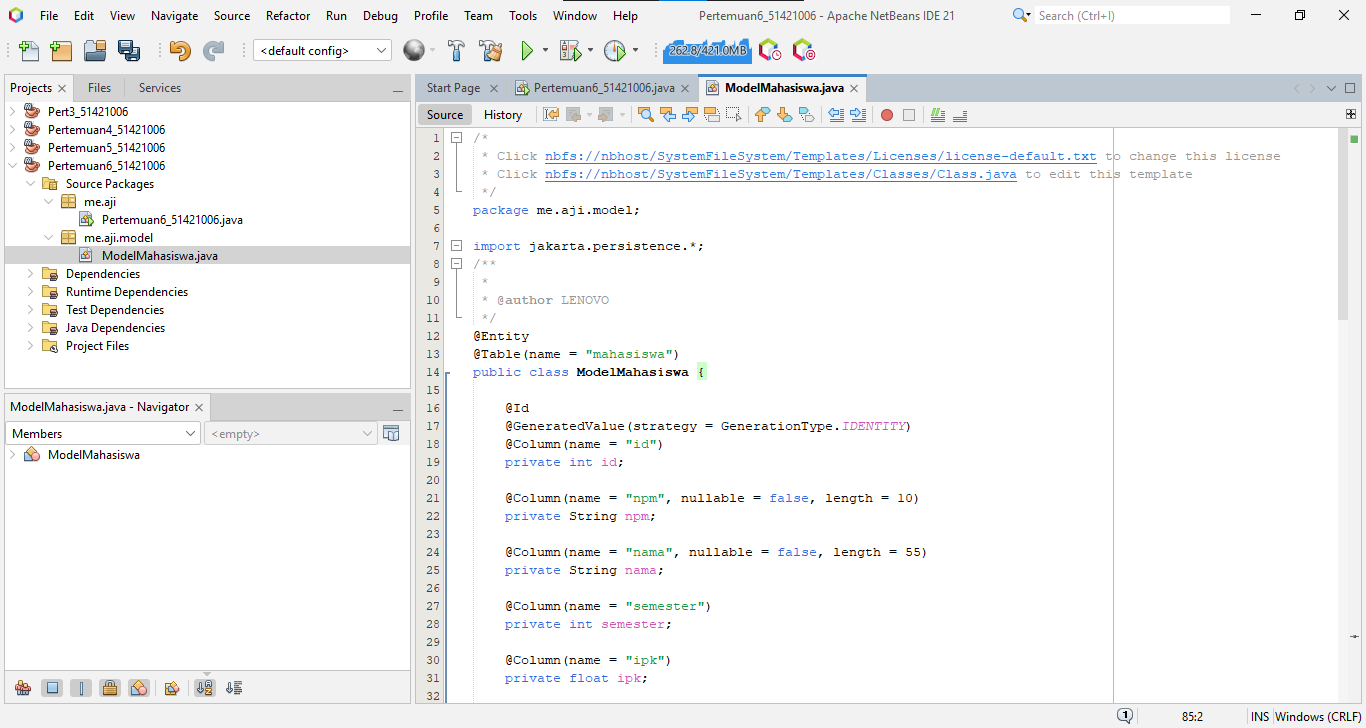 File Edit View Navigate Source Refactor Run Debug Profile Team Tools Window Help Pertemuan6_51421006 - Apache NetBeans IDE 21 Search (Ctrl+I)
<default config> 262.8/421.0MB
Projects Files Services
Pert3_51421006
Pertemuan4_51421006
Pertemuan5_51421006
Pertemuan6_51421006
Source Packages
me.aji
Pertemuan6_51421006.java
me.aji.model
ModelMahasiswa.java
Dependencies
Runtime Dependencies
Test Dependencies
Java Dependencies
Project Files
ModelMahasiswa.java - Navigator
Members <empty>
ModelMahasiswa
Start Page Pertemuan6_51421006.java ModelMahasiswa.java
Source History
1 /*
2 * Click nbfs://nbhost/SystemFileSystem/Templates/Licenses/license-default.txt to change this license
3 * Click nbfs://nbhost/SystemFileSystem/Templates/Classes/Class.java to edit this template
4 */
5 package me.aji.model;
6
7 import jakarta.persistence.*;
8 /**
9 *
10 * @author LENOVO
11 */
12 @Entity
13 @Table(name = "mahasiswa")
14 public class ModelMahasiswa {
15
16 @Id
17 @GeneratedValue(strategy = GenerationType.IDENTITY)
18 @Column(name = "id")
19 private int id;
20
21 @Column(name = "npm", nullable = false, length = 10)
22 private String npm;
23
24 @Column(name = "nama", nullable = false, length = 55)
25 private String nama;
26
27 @Column(name = "semester")
28 private int semester;
29
30 @Column(name = "ipk")
31 private float ipk;
32
1 85:2 INS Windows (CRLF)